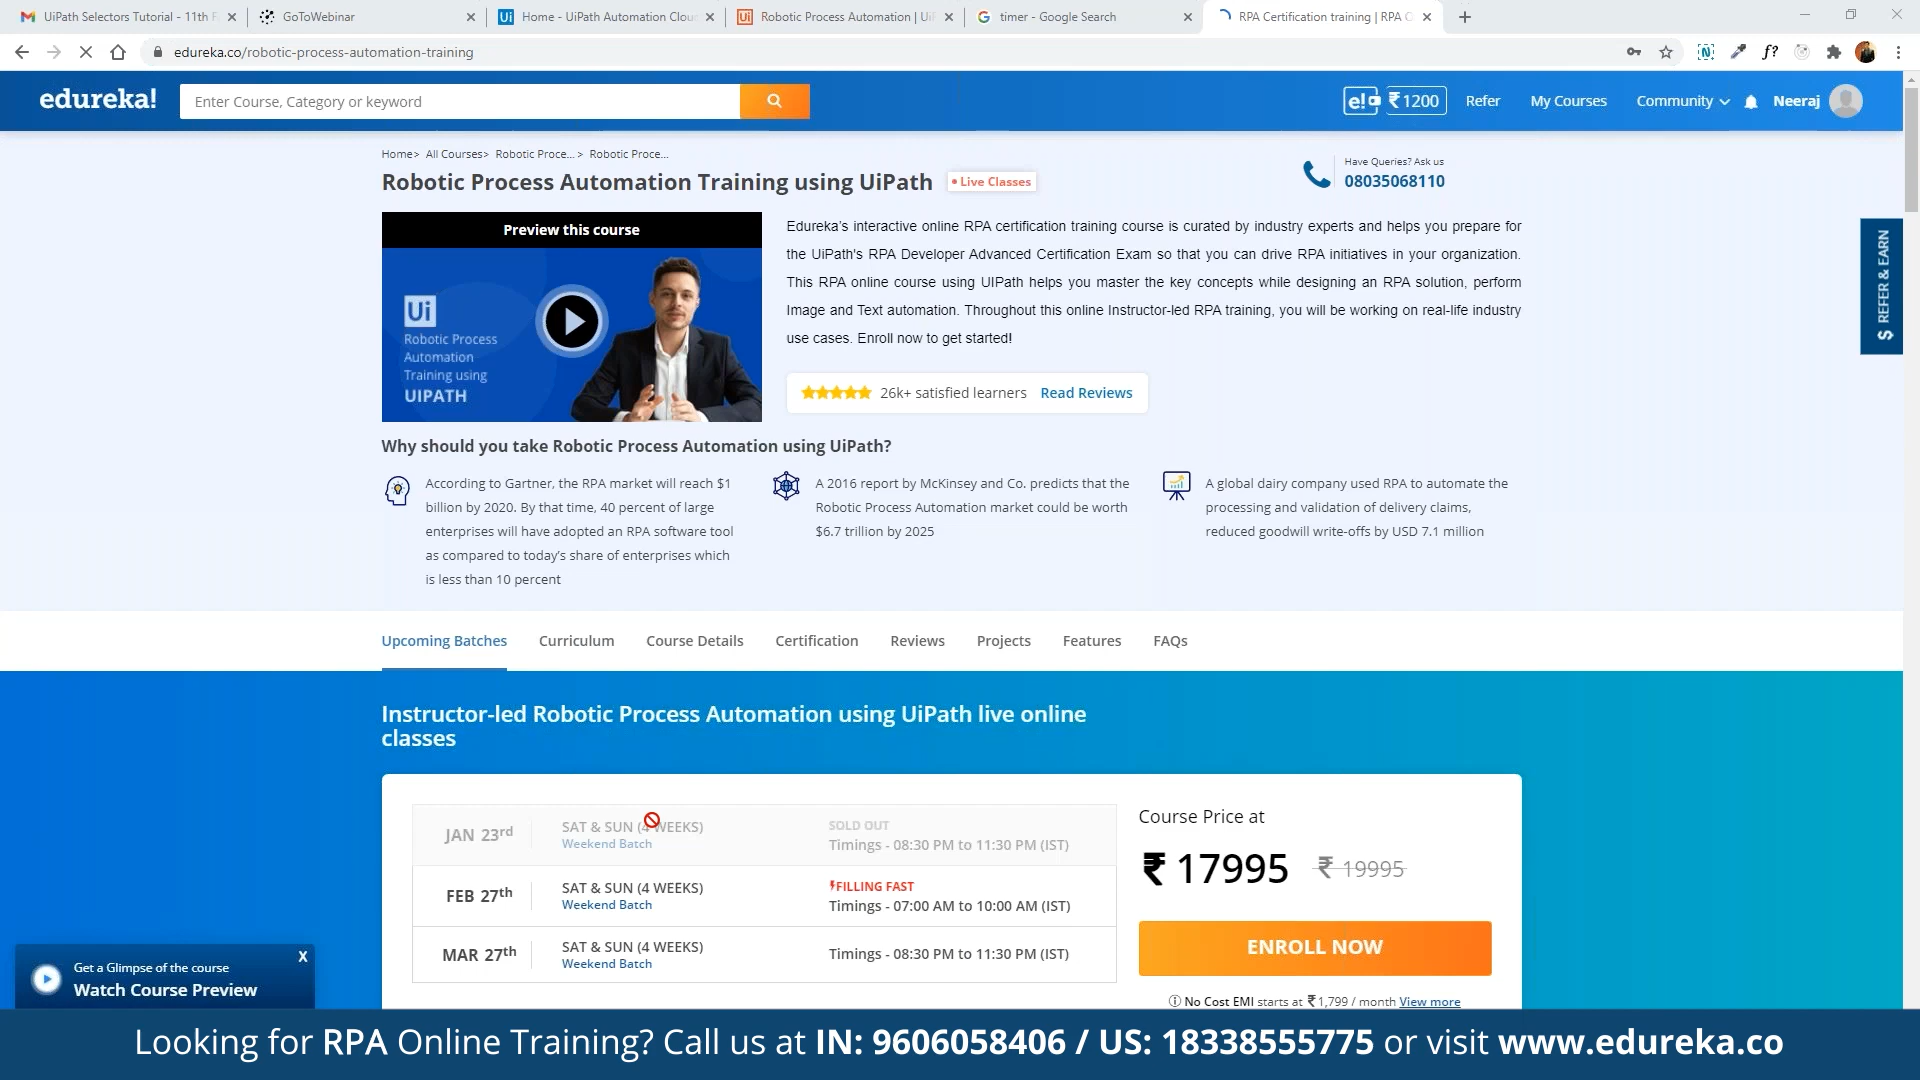 UiPath Selectors Tutorial - 11th F
GoToWebinar
Home - UiPath Automation Clou
Robotic Process Automation | Ui
timer - Google Search
RPA Certification training | RPA C
edureka.co/robotic-process-automation-training
edureka!
Enter Course, Category or keyword
e! ₹1200
Refer
My Courses
Community
Neeraj
Home> All Courses> Robotic Proce... > Robotic Proce...
Robotic Process Automation Training using UiPath
• Live Classes
Have Queries? Ask us
08035068110
Preview this course
Ui
Robotic Process
Automation
Training using
UIPATH
Edureka's interactive online RPA certification training course is curated by industry experts and helps you prepare for
the UiPath's RPA Developer Advanced Certification Exam so that you can drive RPA initiatives in your organization.
This RPA online course using UIPath helps you master the key concepts while designing an RPA solution, perform
Image and Text automation. Throughout this online Instructor-led RPA training, you will be working on real-life industry
use cases. Enroll now to get started!
26k+ satisfied learners Read Reviews
$ REFER & EARN
Why should you take Robotic Process Automation using UiPath?
According to Gartner, the RPA market will reach $1
billion by 2020. By that time, 40 percent of large
enterprises will have adopted an RPA software tool
as compared to today's share of enterprises which
is less than 10 percent
A 2016 report by McKinsey and Co. predicts that the
Robotic Process Automation market could be worth
$6.7 trillion by 2025
A global dairy company used RPA to automate the
processing and validation of delivery claims,
reduced goodwill write-offs by USD 7.1 million
Upcoming Batches
Curriculum
Course Details
Certification
Reviews
Projects
Features
FAQs
Instructor-led Robotic Process Automation using UiPath live online
classes
JAN 23rd
SAT & SUN (4 WEEKS)
Weekend Batch
SOLD OUT
Timings - 08:30 PM to 11:30 PM (IST)
FEB 27th
SAT & SUN (4 WEEKS)
Weekend Batch
FILLING FAST
Timings - 07:00 AM to 10:00 AM (IST)
MAR 27th
SAT & SUN (4 WEEKS)
Weekend Batch
Timings - 08:30 PM to 11:30 PM (IST)
Course Price at
₹ 17995 ₹ 19995
ENROLL NOW
No Cost EMI starts at ₹1,799 / month View more
Get a Glimpse of the course
Watch Course Preview
X
Looking for RPA Online Training? Call us at IN: 9606058406 / US: 18338555775 or visit www.edureka.co